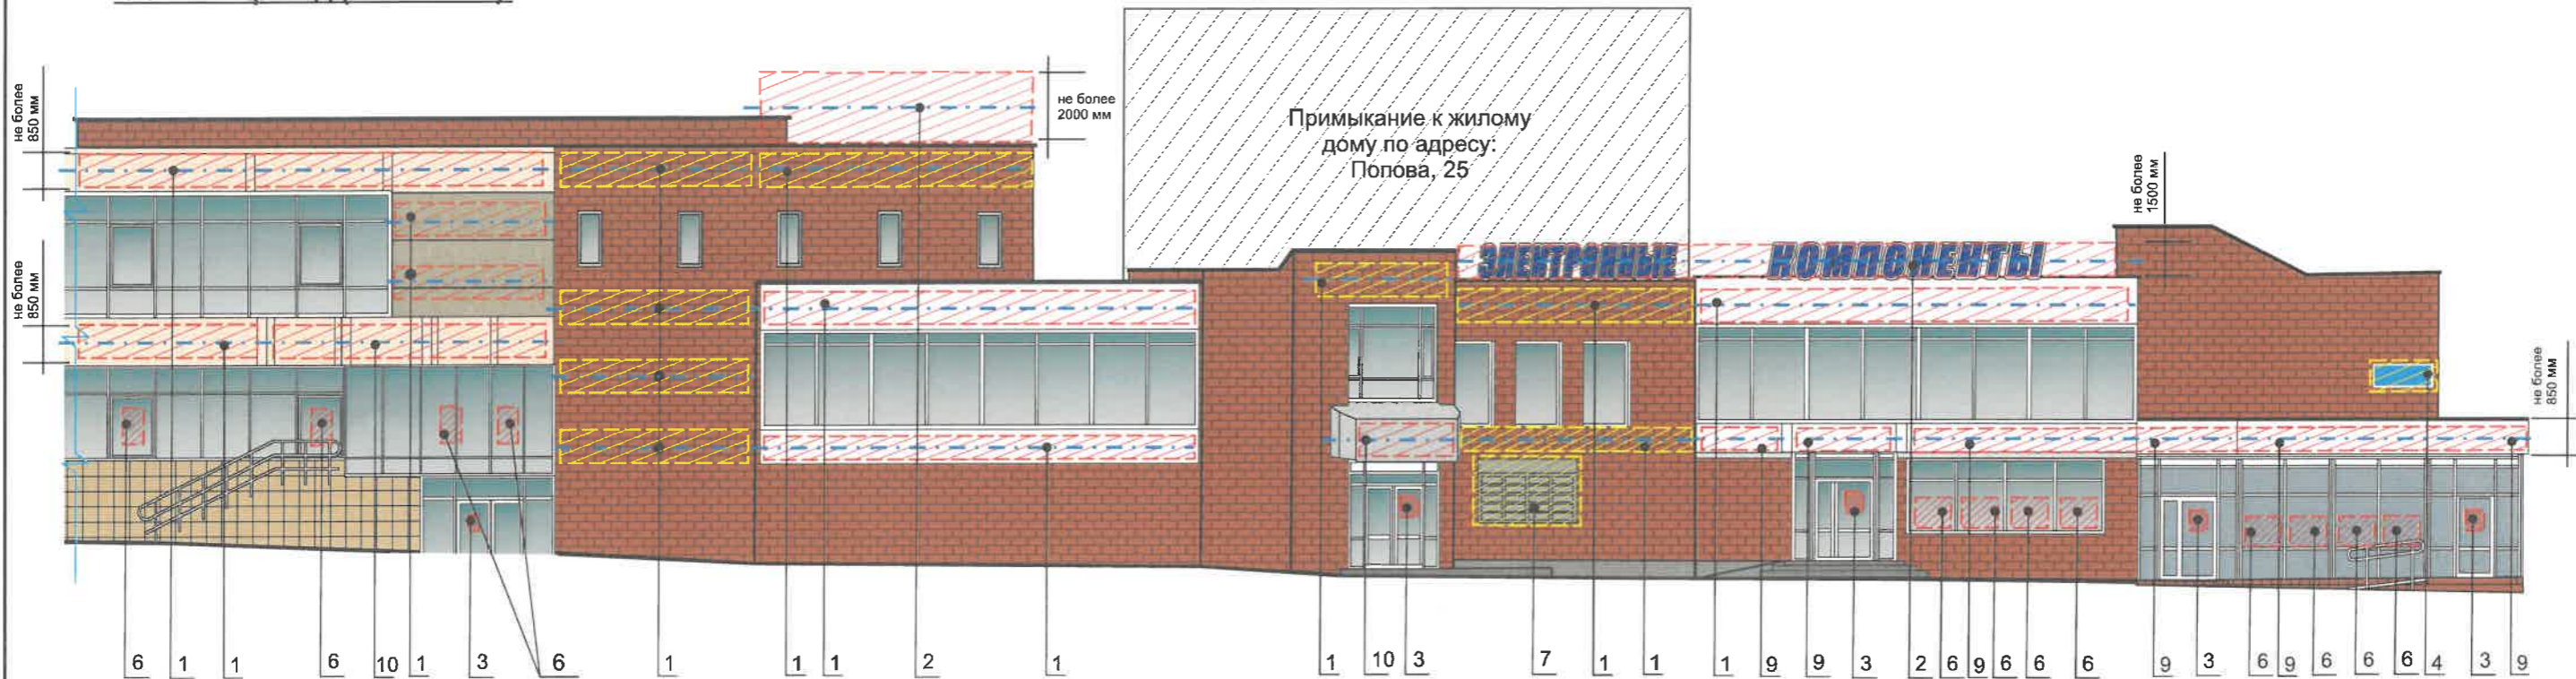 не более
850 мм
не более
2000 мм
Примыкание к жилому
дому по адресу:
Попова, 25
не более
1500 мм
ЭЛЕКТРОННЫЕ КОМПОНЕНТЫ
не более
850 мм
не более
850 мм
6 1 1 6 10 1 3 6 1 1 1 2 1 1 10 3 7 1 1 1 9 9 3 2 6 9 6 6 6 9 3 6 9 6 6 6 4 3 9